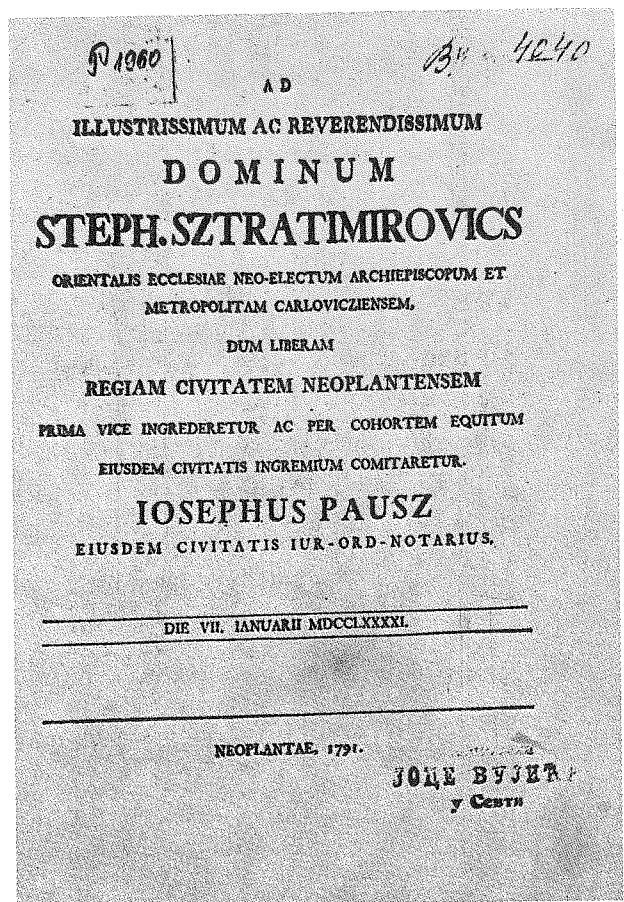 1960
4040
AD
ILLUSTRISSIMUM AC REVERENDISSIMUM
DOMINUM
STEPH. SZTRATIMIROVICS
ORIENTALIS ECCLESIAE NEO-ELECTUM ARCHIEPISCOPUM ET
METROPOLITAM CARLOVICZIENSEM,
DUM LIBERAM
REGIAM CIVITATEM NEOPLANTENSEM
PRIMA VICE INGREDERETUR AC PER COHORTEM EQUITUM
EIUSDEM CIVITATIS INGREMIUM COMITARETUR.
IOSEPHUS PAUSZ
EIUSDEM CIVITATIS IUR-ORD-NOTARIUS.
DIE VII. IANUARII MDCCLXXXXI.
NEOPLANTAE, 1791.
ЈОЦЕ ВУЈИЋ
у Сенти